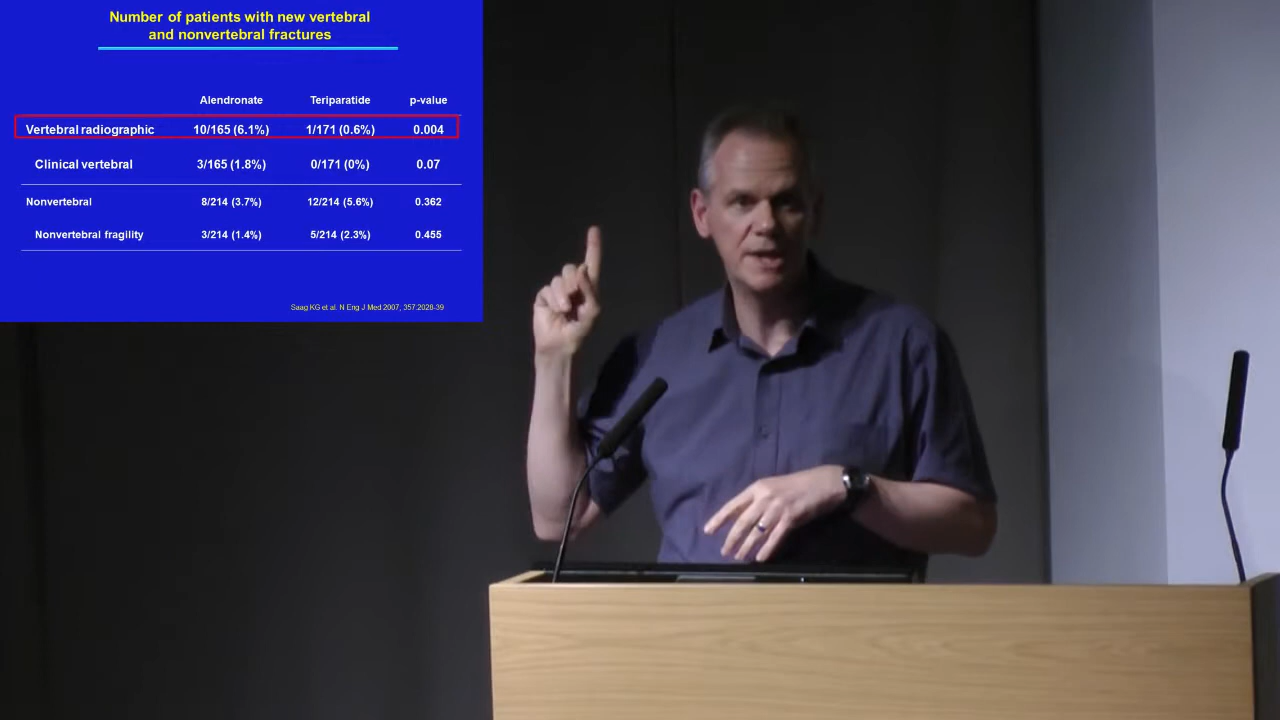 Number of patients with new vertebral
and nonvertebral fractures
Alendronate Teriparatide p-value
Vertebral radiographic 10/165 (6.1%) 1/171 (0.6%) 0.004
Clinical vertebral 3/165 (1.8%) 0/171 (0%) 0.07
Nonvertebral 8/214 (3.7%) 12/214 (5.6%) 0.362
Nonvertebral fragility 3/214 (1.4%) 5/214 (2.3%) 0.455
Saag KG et al. N Eng J Med 2007, 357:2028-39